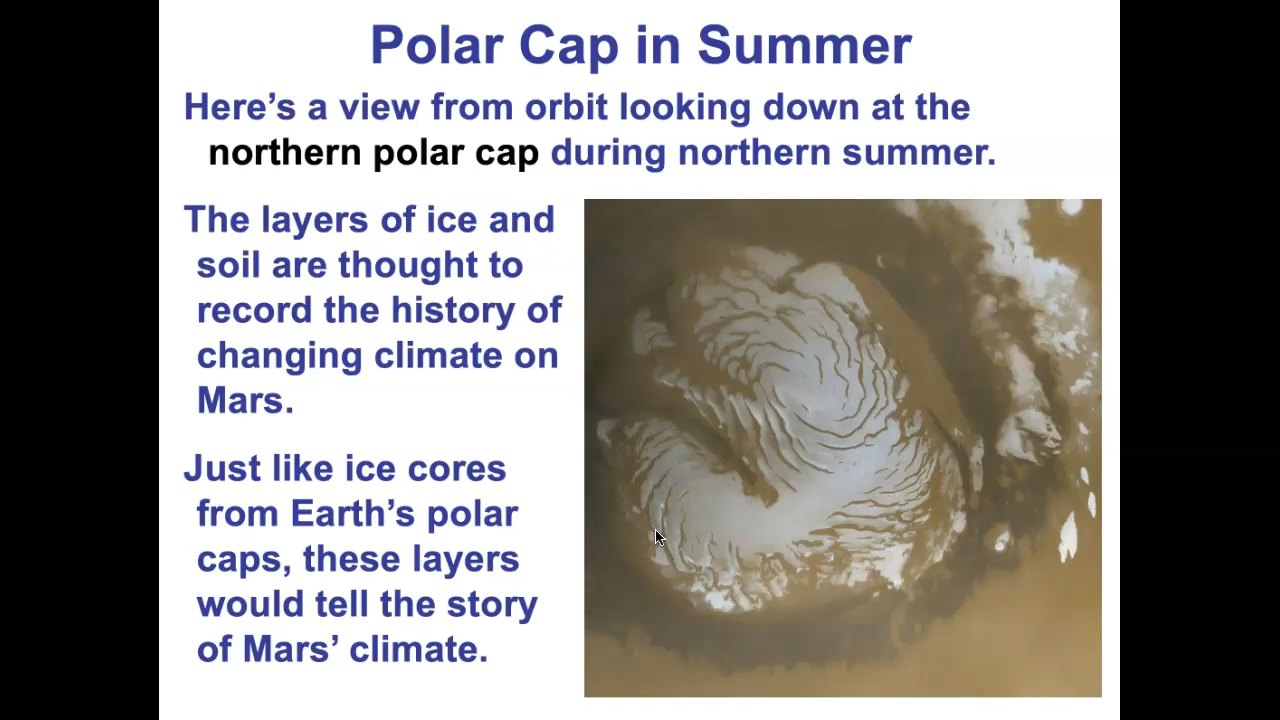 Polar Cap in Summer
Here’s a view from orbit looking down at the
northern polar cap during northern summer.
The layers of ice and
soil are thought to
record the history of
changing climate on
Mars.
Just like ice cores
from Earth’s polar
caps, these layers
would tell the story
of Mars’ climate.